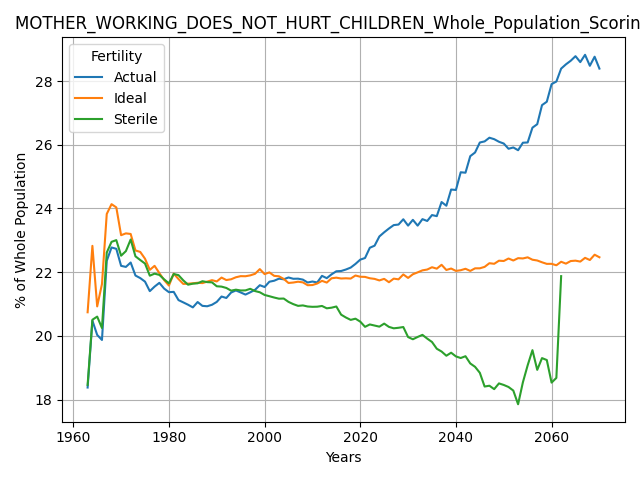 MOTHER_WORKING_DOES_NOT_HURT_CHILDREN_Whole_Population_Scorin
Fertility
Actual
Ideal
Sterile
% of Whole Population
28
26
24
22
20
18
1960 1980 2000 2020 2040 2060
Years